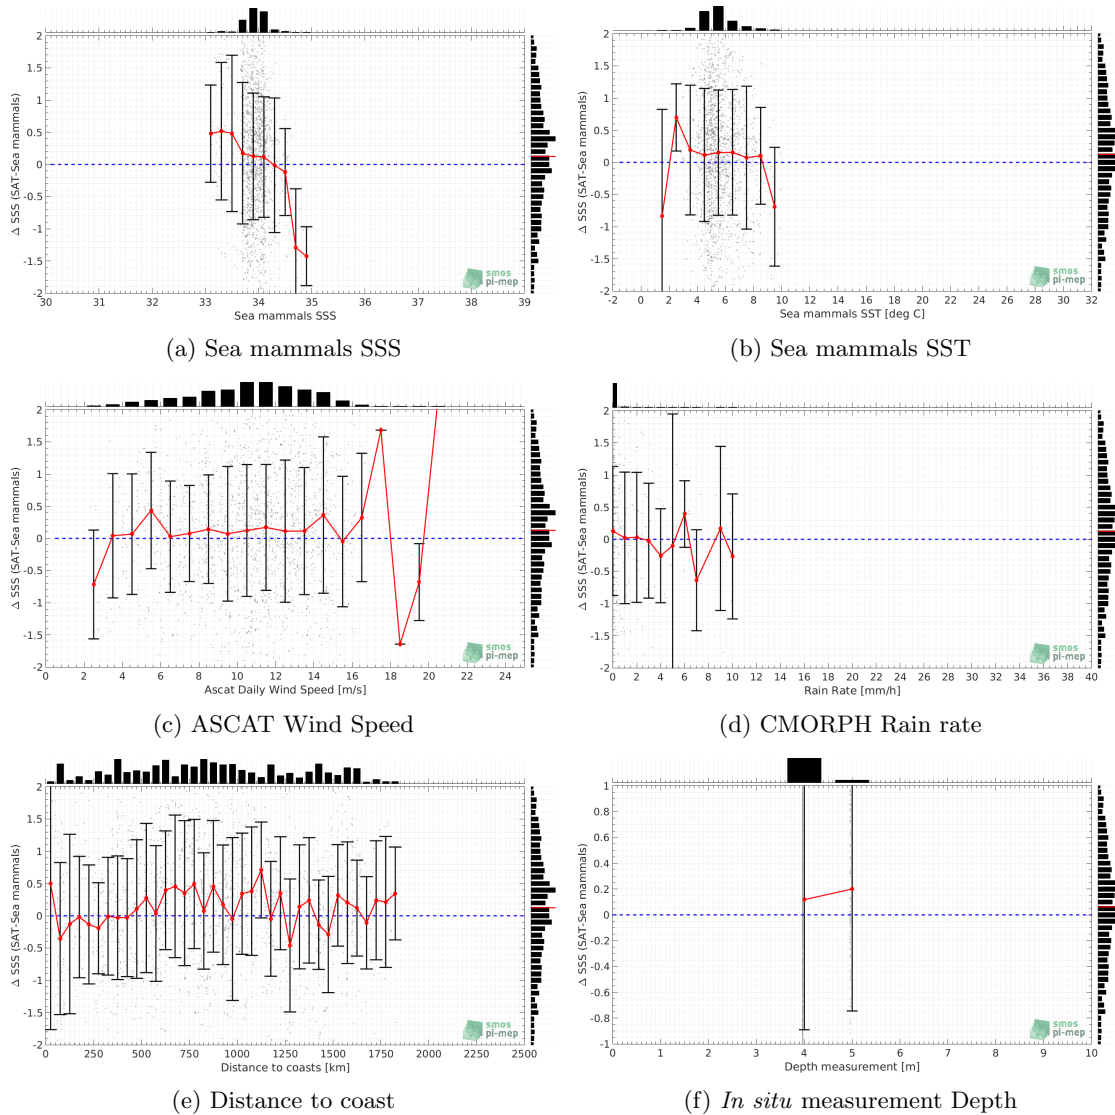 2
1.5
1
0.5
0
-0.5
-1
-1.5
-2
Δ SSS (SAT-Sea mammals)
30 31 32 33 34 35 36 37 38 39
Sea mammals SSS
smos
pi-mep
(a) Sea mammals SSS
2
1.5
1
0.5
0
-0.5
-1
-1.5
-2
Δ SSS (SAT-Sea mammals)
-2 0 2 4 6 8 10 12 14 16 18 20 22 24 26 28 30 32
Sea mammals SST [deg C]
smos
pi-mep
(b) Sea mammals SST
2
1.5
1
0.5
0
-0.5
-1
-1.5
-2
Δ SSS (SAT-Sea mammals)
0 2 4 6 8 10 12 14 16 18 20 22 24
Ascat Daily Wind Speed [m/s]
smos
pi-mep
(c) ASCAT Wind Speed
2
1.5
1
0.5
0
-0.5
-1
-1.5
-2
Δ SSS (SAT-Sea mammals)
0 2 4 6 8 10 12 14 16 18 20 22 24 26 28 30 32 34 36 38 40
Rain Rate [mm/h]
smos
pi-mep
(d) CMORPH Rain rate
2
1.5
1
0.5
0
-0.5
-1
-1.5
-2
Δ SSS (SAT-Sea mammals)
0 250 500 750 1000 1250 1500 1750 2000 2250 2500
Distance to coasts [km]
smos
pi-mep
(e) Distance to coast
1
0.8
0.6
0.4
0.2
0
-0.2
-0.4
-0.6
-0.8
-1
Δ SSS (SAT-Sea mammals)
0 1 2 3 4 5 6 7 8 9 10
Depth measurement [m]
smos
pi-mep
(f) In situ measurement Depth